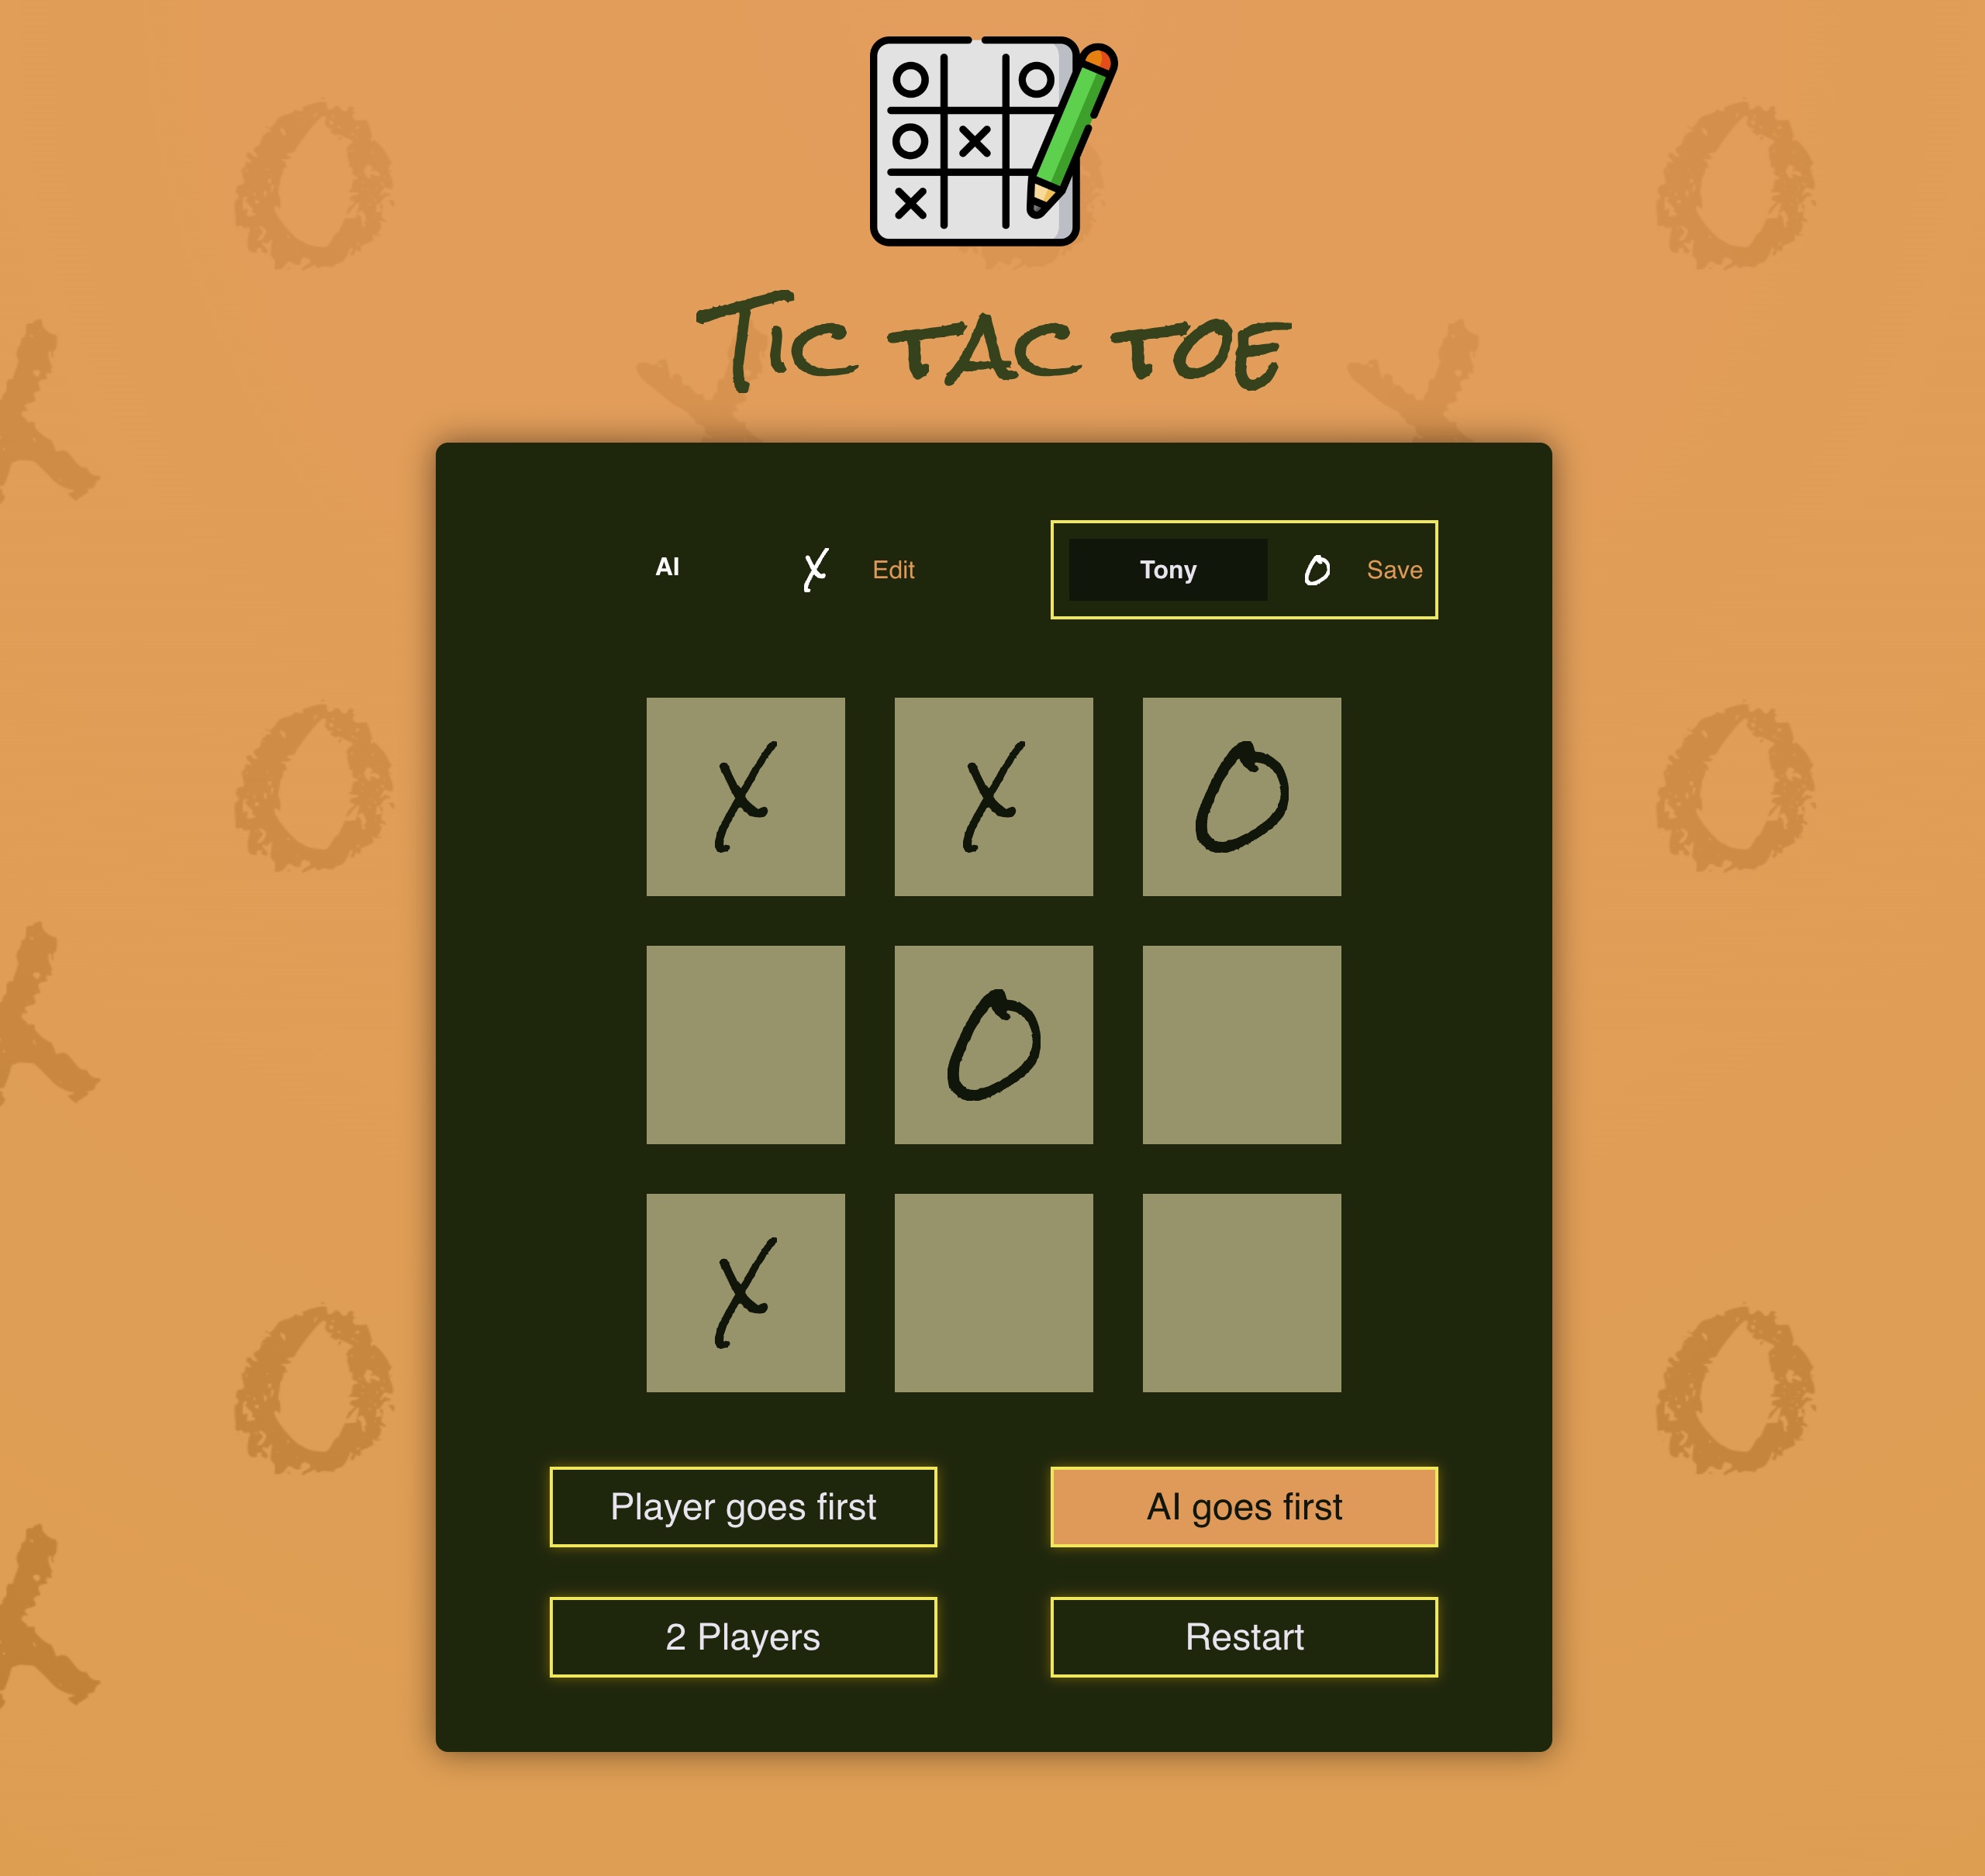 Tic tac toe
AI X Edit Tony O Save
X X O
O
X
Player goes first AI goes first
2 Players Restart